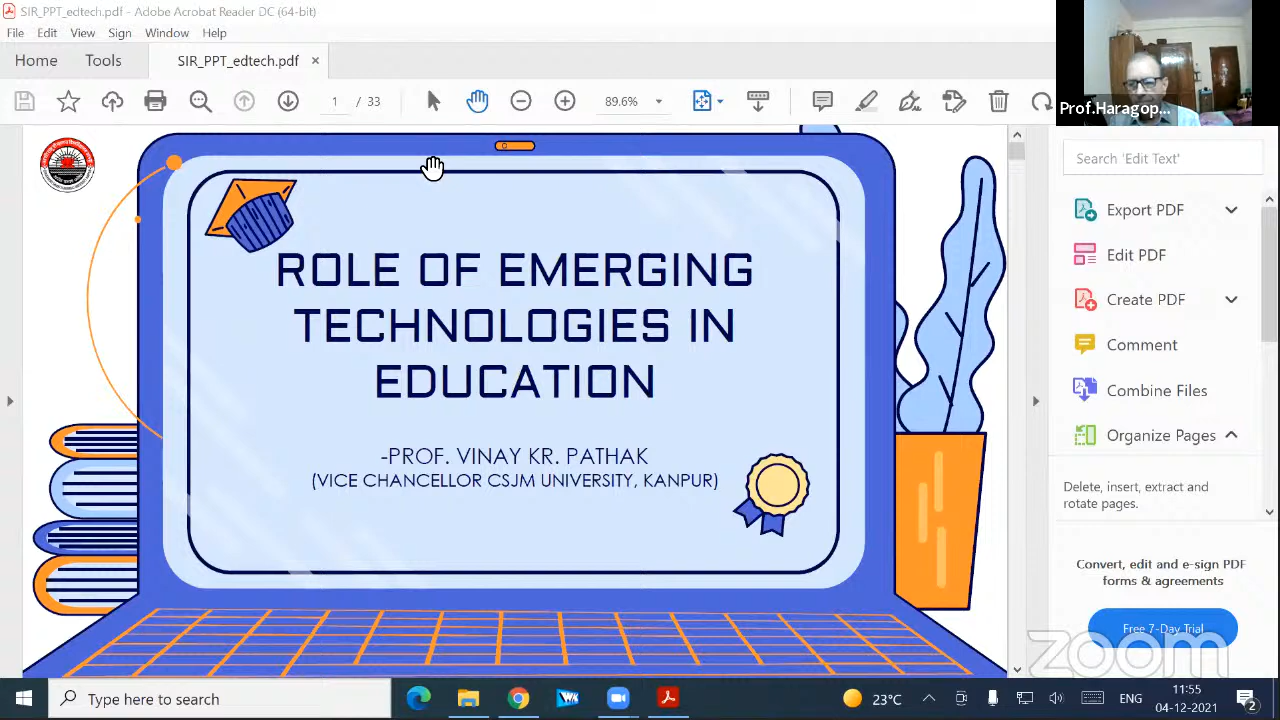 SIR_PPT_edtech.pdf - Adobe Acrobat Reader DC (64-bit)
File Edit View Sign Window Help
Home Tools SIR_PPT_edtech.pdf ×
1 / 33 89.6%
Prof.Haragop...
Search 'Edit Text'
Export PDF
Edit PDF
Create PDF
Comment
Combine Files
Organize Pages
Delete, insert, extract and
rotate pages.
Convert, edit and e-sign PDF
forms & agreements
Free 7-Day Trial
ROLE OF EMERGING
TECHNOLOGIES IN
EDUCATION
-PROF. VINAY KR. PATHAK
(VICE CHANCELLOR CSJM UNIVERSITY, KANPUR)
zoom
Type here to search
23°C
ENG
11:55
04-12-2021
2